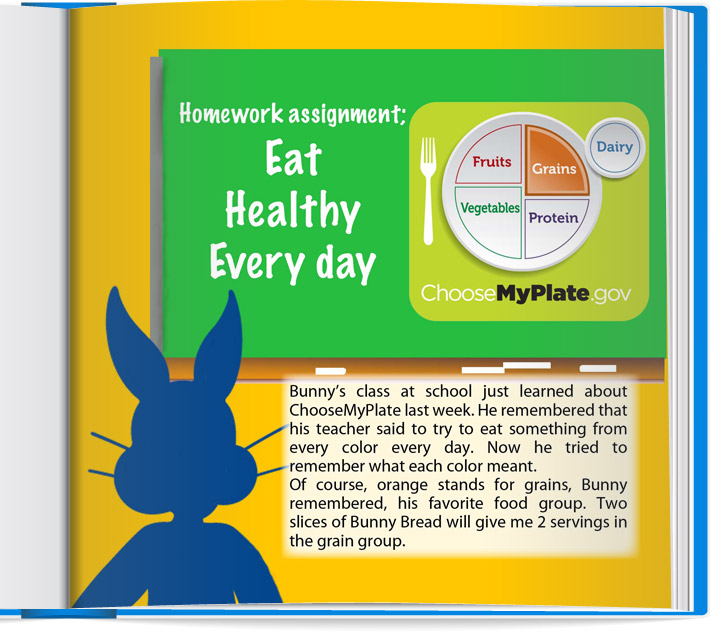 Homework assignment;
Eat
Healthy
Every day
Fruits
Grains
Dairy
Vegetables
Protein
ChooseMyPlate.gov
Bunny's class at school just learned about
ChooseMyPlate last week. He remembered that
his teacher said to try to eat something from
every color every day. Now he tried to
remember what each color meant.
Of course, orange stands for grains, Bunny
remembered, his favorite food group. Two
slices of Bunny Bread will give me 2 servings in
the grain group.